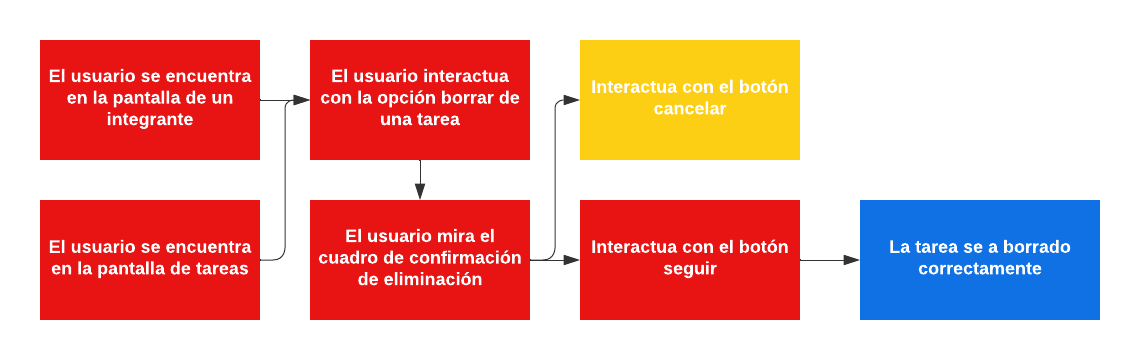 El usuario se encuentra
en la pantalla de un
integrante
El usuario interactua
con la opción borrar de
una tarea
Interactua con el botón
cancelar
El usuario se encuentra
en la pantalla de tareas
El usuario mira el
cuadro de confirmación
de eliminación
Interactua con el botón
seguir
La tarea se a borrado
correctamente